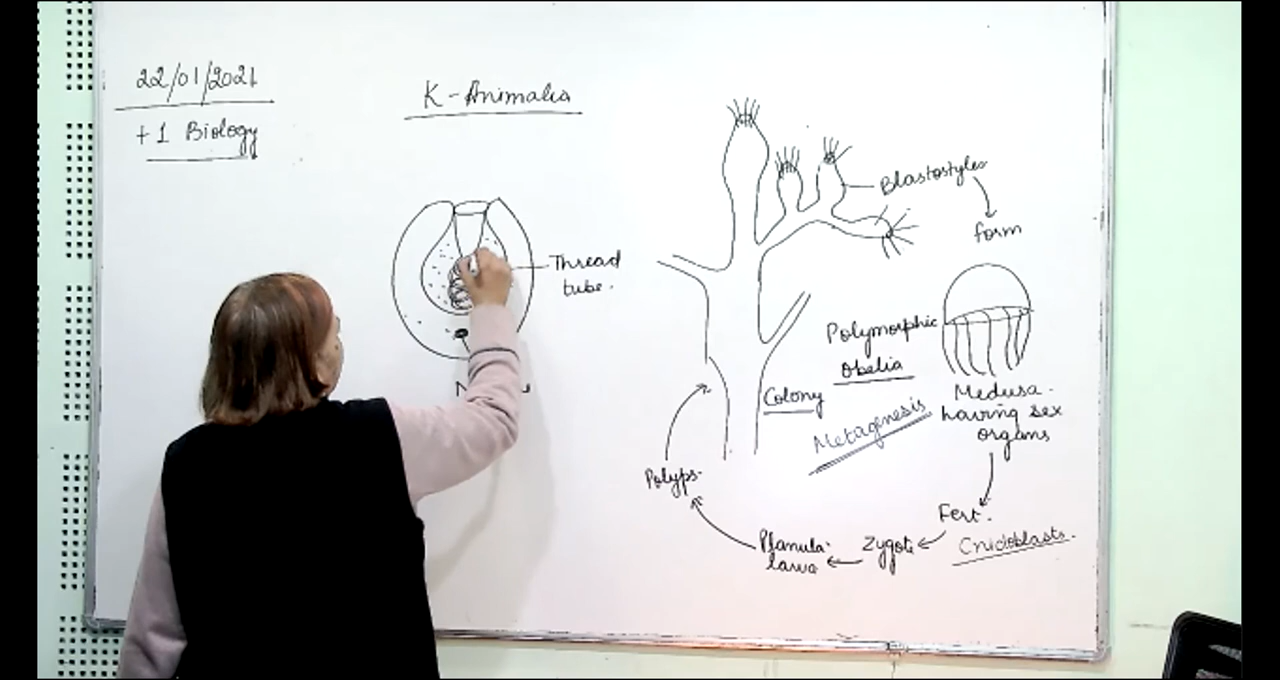 22/01/2021
+1 Biology
K-Animalia
Thread
tube.
Blastostyles
form
Polymorphic
Obelia
Colony
Metagenesis
Medusa.
having sex
organs
Fert.
Cnidoblasts.
Zygote
Planula.
larva
Polyps.